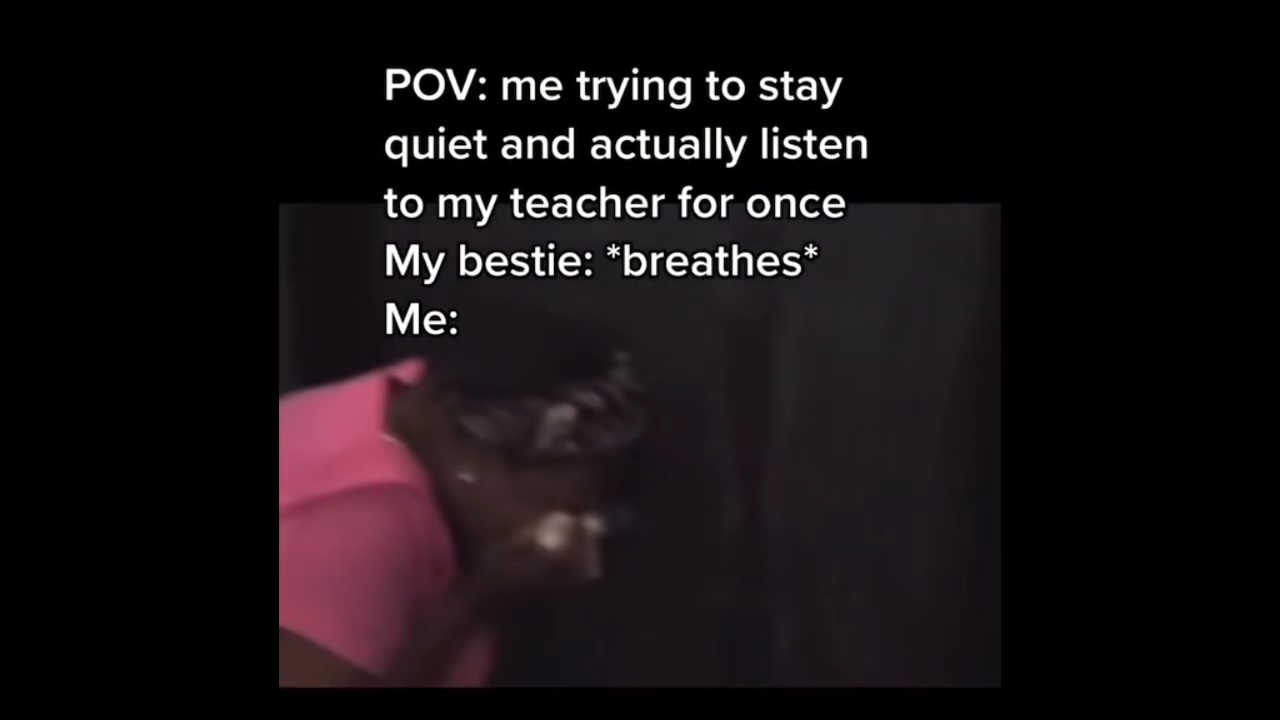 POV: me trying to stay
quiet and actually listen
to my teacher for once
My bestie: *breathes*
Me: